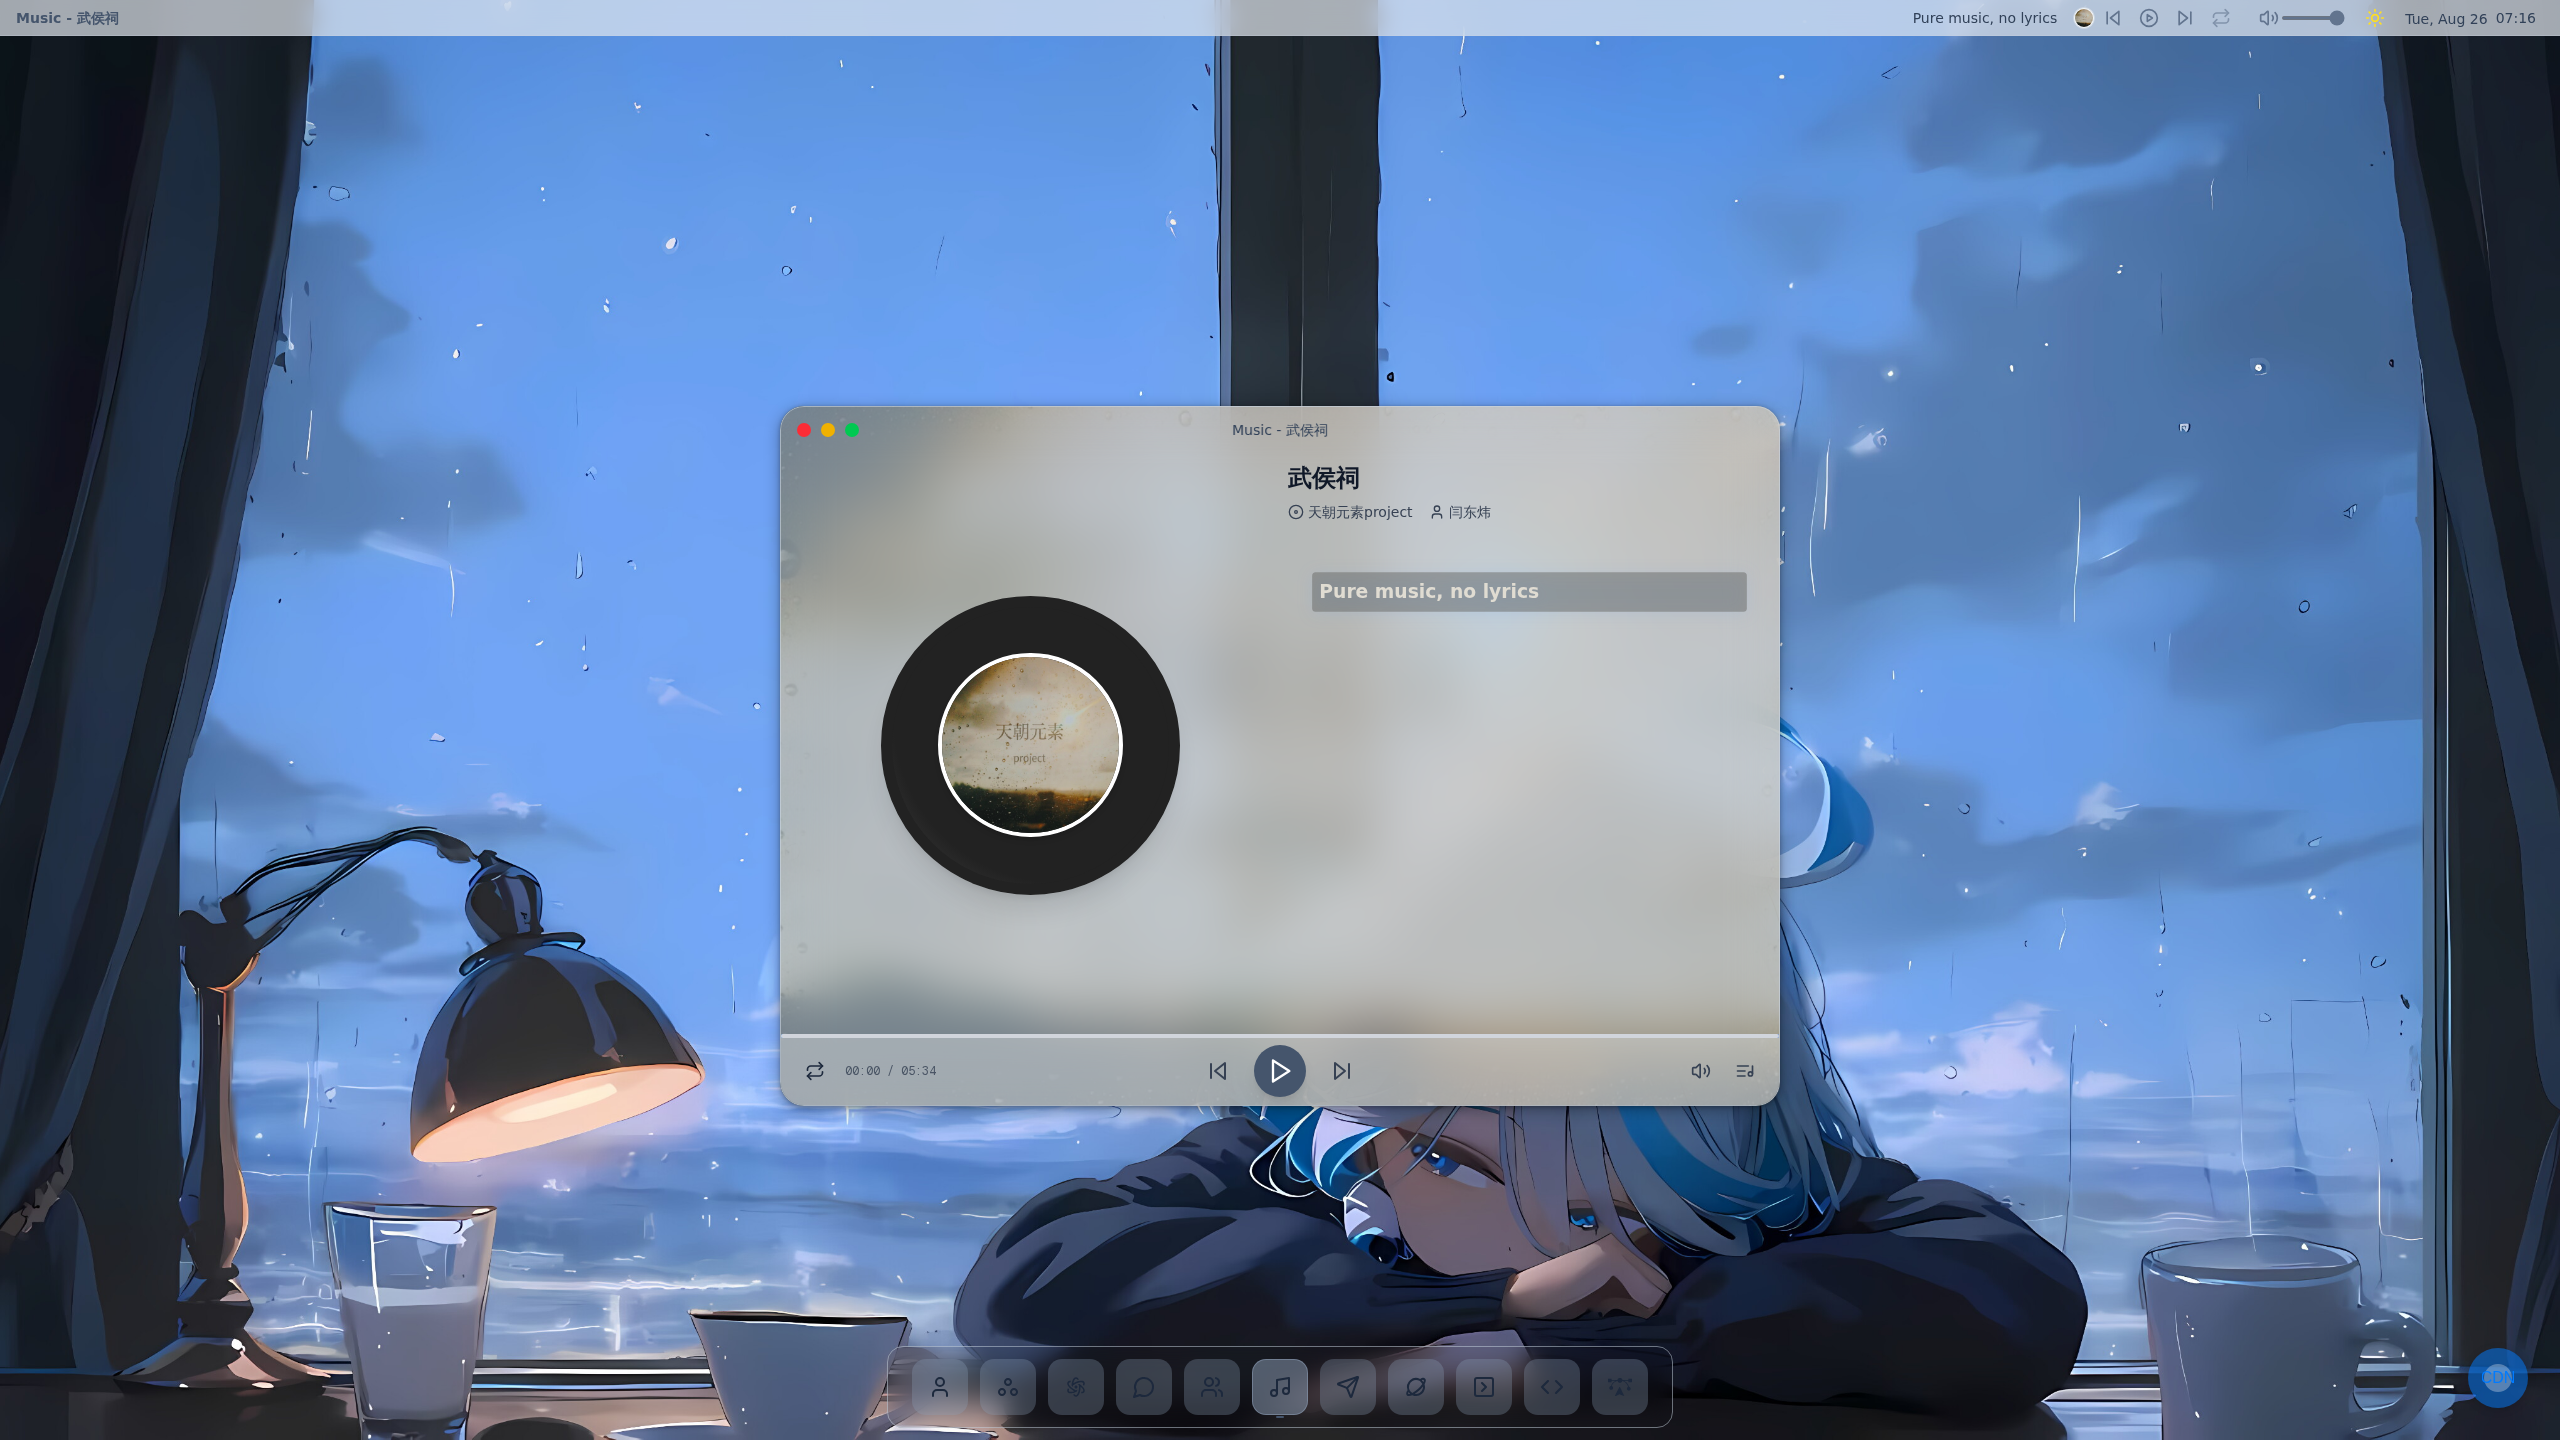 Music - 武侯祠
Pure music, no lyrics
Tue, Aug 26 07:16
Music - 武侯祠
武侯祠
天朝元素project 闫东炜
Pure music, no lyrics
天朝元素
project
00:00 / 05:34
CDN